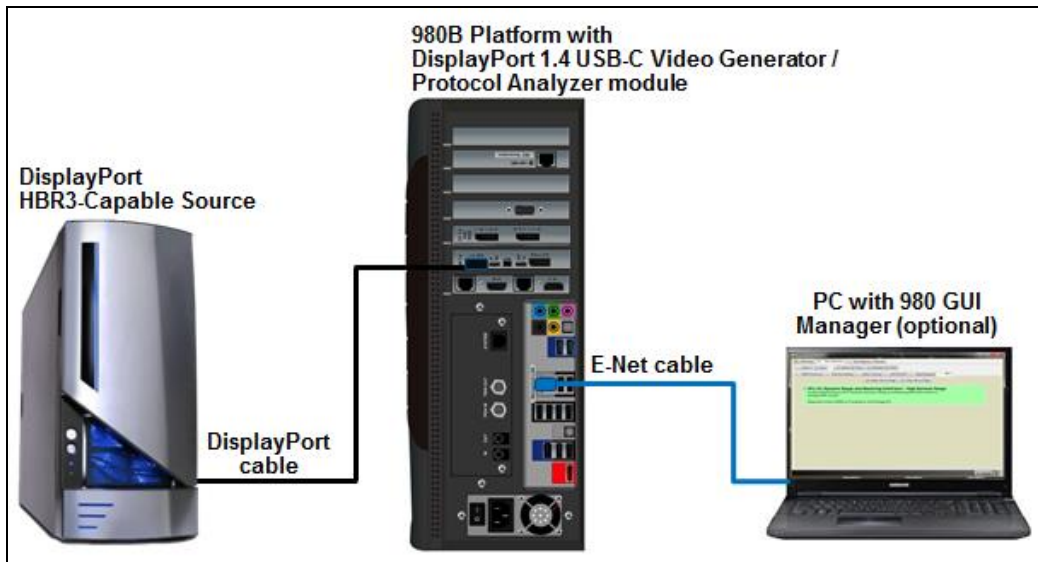 980B Platform with
DisplayPort 1.4 USB-C Video Generator /
Protocol Analyzer module
DisplayPort
HBR3-Capable Source
PC with 980 GUI
Manager (optional)
E-Net cable
DisplayPort
cable